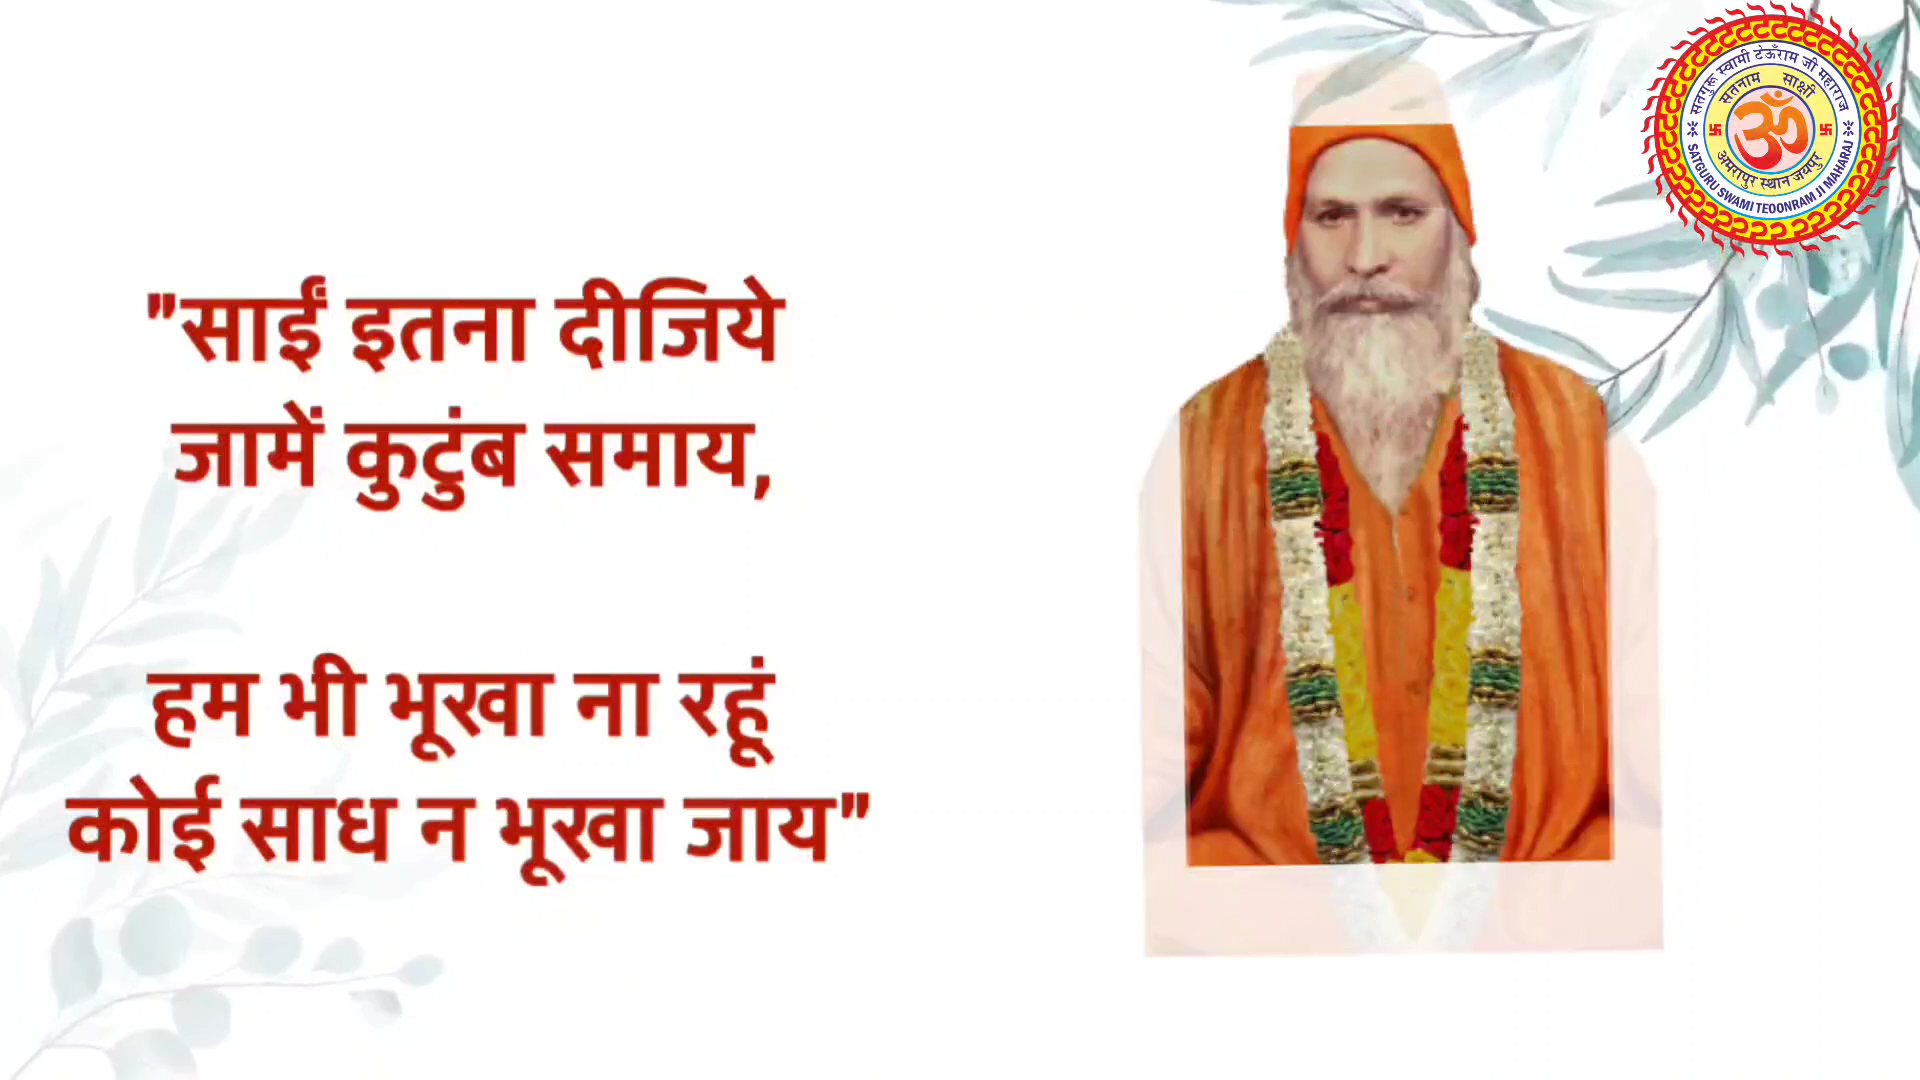 "साईं इतना दीजिये
जामें कुटुंब समाय,
हम भी भूखा ना रहूं
कोई साध न भूखा जाय"
सतगुरू स्वामी टेऊँराम जी महाराज
सतनाम साक्षी
ॐ
अमरापुर स्थान जयपुर
SATGURU SWAMI TEOONRAM JI MAHARAJ